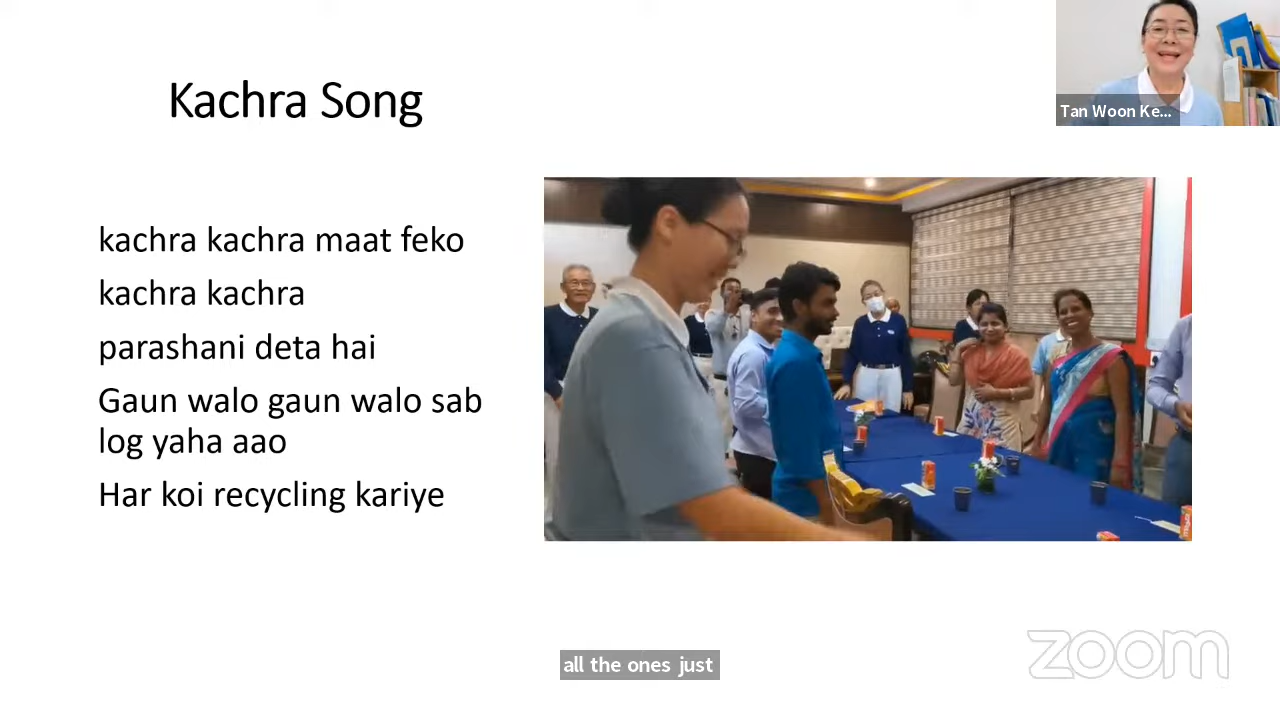 Kachra Song
Tan Woon Ke...
kachra kachra maat feko
kachra kachra
parashani deta hai
Gaun walo gaun walo sab
log yaha aao
Har koi recycling kariye
all the ones just
zoom